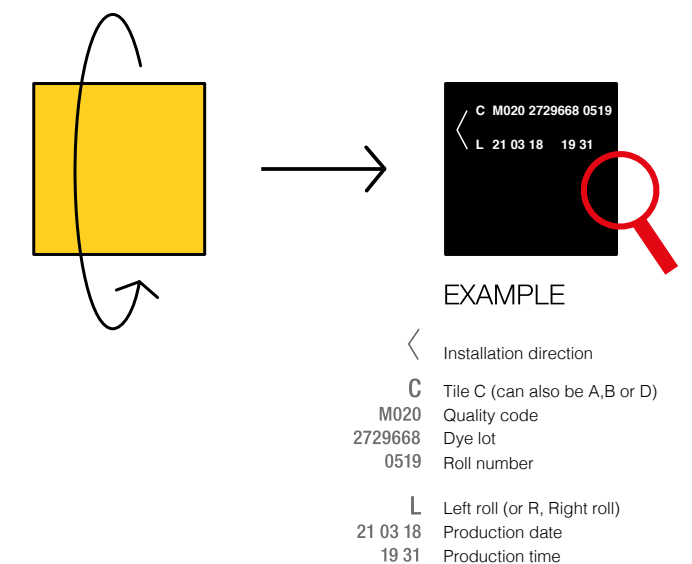 C M020 2729668 0519
L 21 03 18 19 31
EXAMPLE
Installation direction
C Tile C (can also be A,B or D)
M020 Quality code
2729668 Dye lot
0519 Roll number
L Left roll (or R, Right roll)
21 03 18 Production date
19 31 Production time